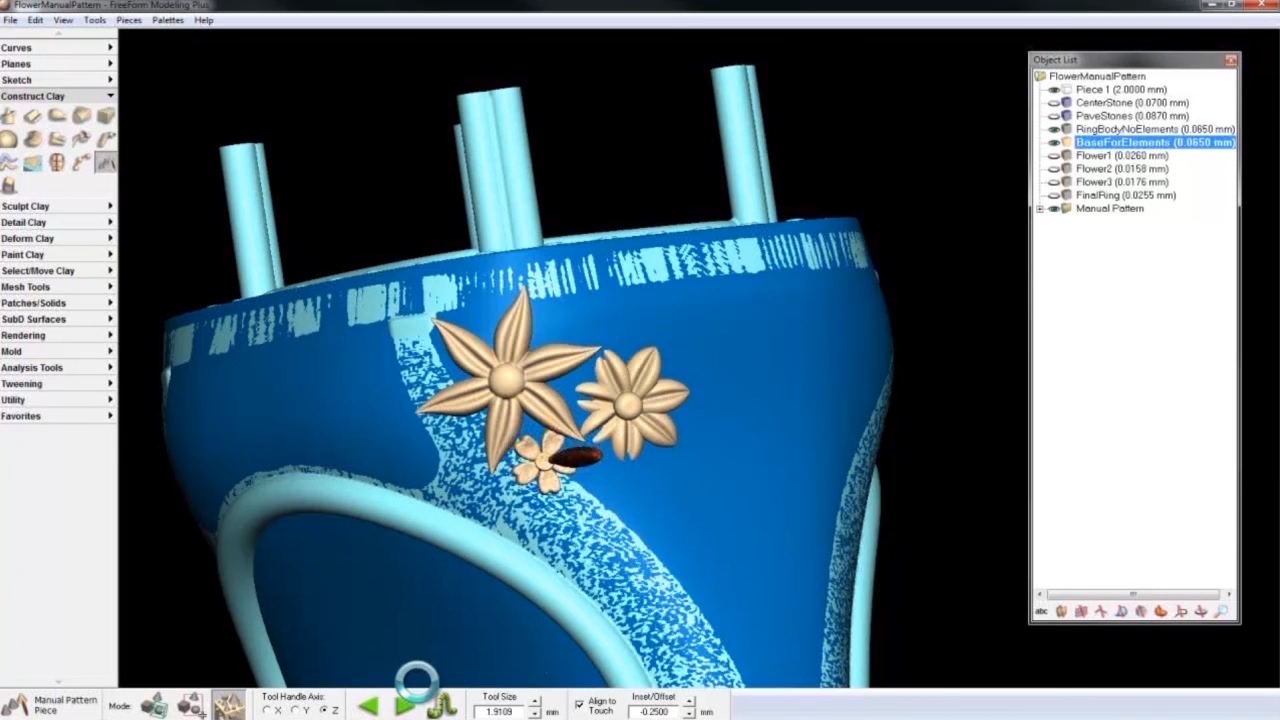 FlowerManualPattern - FreeForm Modeling Plus
File Edit View Tools Pieces Palettes Help
Curves
Planes
Sketch
Construct Clay
Sculpt Clay
Detail Clay
Deform Clay
Paint Clay
Select/Move Clay
Mesh Tools
Patches/Solids
SubD Surfaces
Rendering
Mold
Analysis Tools
Tweening
Utility
Favorites
Object List
FlowerManualPattern
Piece 1 (2.0000 mm)
CenterStone (0.0700 mm)
PaveStones (0.0870 mm)
RingBodyNoElements (0.0650 mm)
BaseForElements (0.0650 mm)
Flower1 (0.0260 mm)
Flower2 (0.0158 mm)
Flower3 (0.0176 mm)
FinalRing (0.0255 mm)
Manual Pattern
abc
Manual Pattern
Piece
Mode:
Tool Handle Axis:
X Y Z
Tool Size
1.9109 mm
Align to
Touch
Inset/Offset
-0.2500 mm